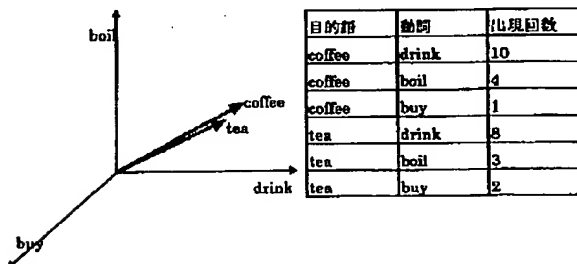 boil
coffee
tea
drink
buy
目的語 動詞 出現回数
coffee drink 10
coffee boil 4
coffee buy 1
tea drink 8
tea boil 3
tea buy 2